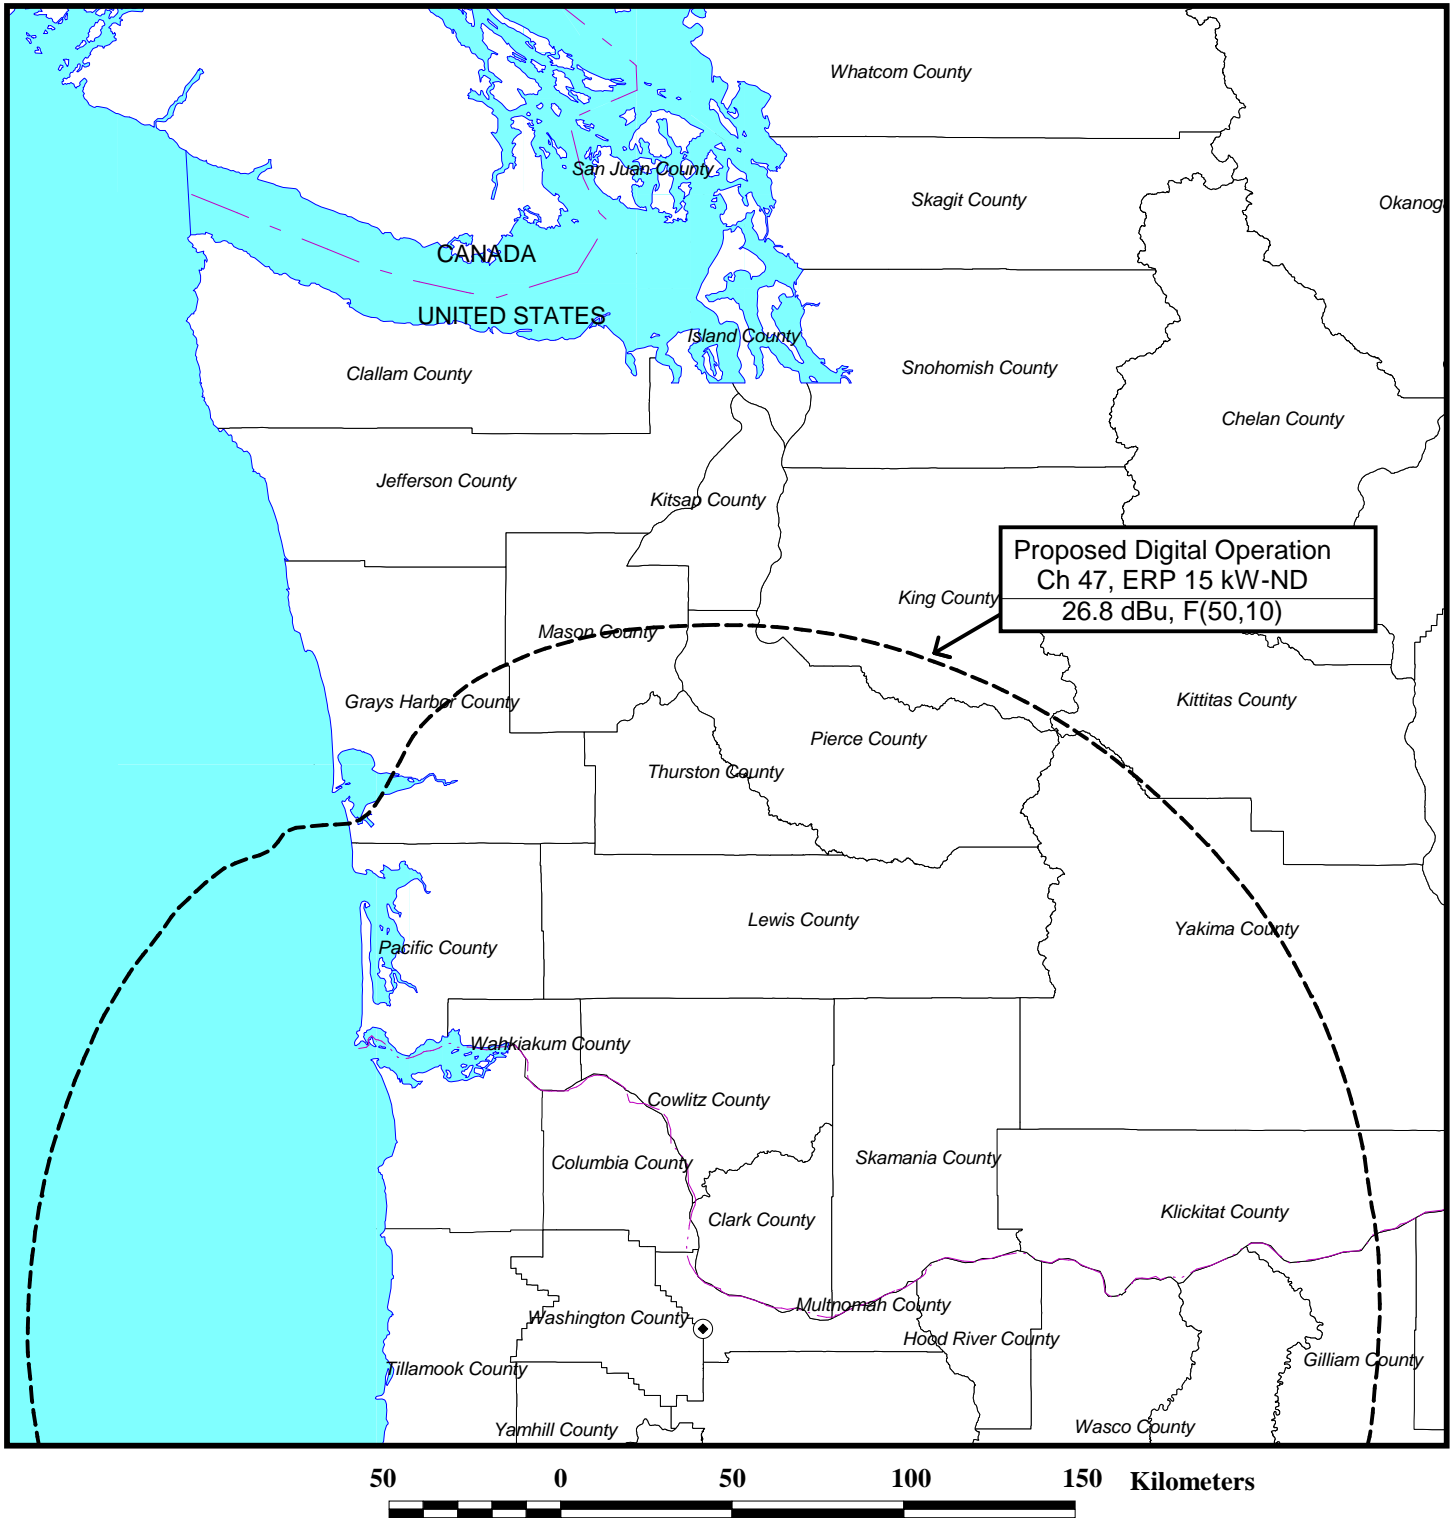 Whatcom County
San Juan County
Skagit County
Okanog
CANADA
UNITED STATES
Island County
Clallam County
Snohomish County
Chelan County
Jefferson County
Kitsap County
Proposed Digital Operation
Ch 47, ERP 15 kW-ND
26.8 dBu, F(50,10)
King County
Mason County
Grays Harbor County
Kittitas County
Pierce County
Thurston County
Lewis County
Yakima County
Pacific County
Wahkiakum County
Cowlitz County
Columbia County
Skamania County
Clark County
Klickitat County
Multnomah County
Washington County
Hood River County
Tillamook County
Gilliam County
Yamhill County
Wasco County
50 0 50 100 150 Kilometers